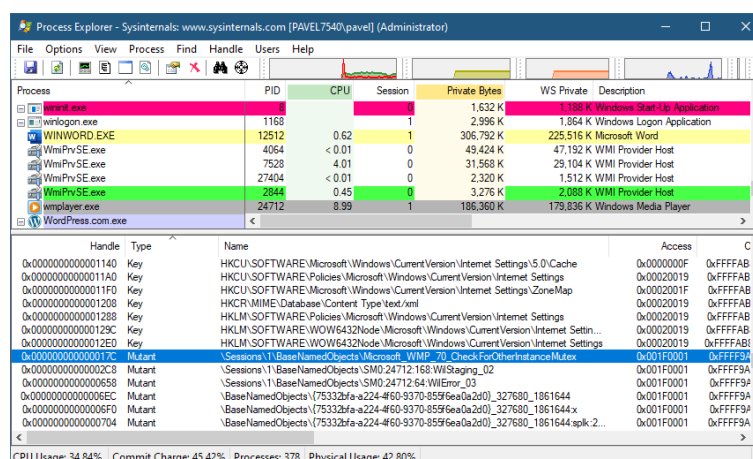 Process Explorer - Sysinternals: www.sysinternals.com [PAVEL7540\pavel] (Administrator)
File Options View Process Find Handle Users Help
Process PID CPU Session Private Bytes WS Private Description
wininit.exe 8 0 1,632 K 1,188 K Windows Start-Up Application
winlogon.exe 1168 1 2,996 K 1,864 K Windows Logon Application
WINWORD.EXE 12512 0.62 1 306,792 K 225,516 K Microsoft Word
WmiPrvSE.exe 4064 < 0.01 0 49,424 K 47,192 K WMI Provider Host
WmiPrvSE.exe 7528 4.01 0 31,568 K 29,104 K WMI Provider Host
WmiPrvSE.exe 27404 < 0.01 0 2,320 K 1,512 K WMI Provider Host
WmiPrvSE.exe 2844 0.45 0 3,276 K 2,088 K WMI Provider Host
wmplayer.exe 24712 8.99 1 186,360 K 179,836 K Windows Media Player
WordPress.com.exe
Handle Type Name Access C
0x0000000000001140 Key HKCU\SOFTWARE\Microsoft\Windows\CurrentVersion\Internet Settings\5.0\Cache 0x0000000F 0xFFFFAB
0x00000000000011A0 Key HKCU\SOFTWARE\Policies\Microsoft\Windows\CurrentVersion\Internet Settings 0x00020019 0xFFFFAB
0x00000000000011F0 Key HKCU\SOFTWARE\Microsoft\Windows\CurrentVersion\Internet Settings\ZoneMap 0x0002001F 0xFFFFAB
0x0000000000001208 Key HKCR\MIME\Database\Content Type\text/xml 0x00020019 0xFFFFAB
0x0000000000001288 Key HKLM\SOFTWARE\Policies\Microsoft\Windows\CurrentVersion\Internet Settings 0x00020019 0xFFFFAB
0x000000000000129C Key HKLM\SOFTWARE\WOW6432Node\Microsoft\Windows\CurrentVersion\Internet Settin... 0x00020019 0xFFFFAB
0x00000000000012E0 Key HKLM\SOFTWARE\WOW6432Node\Microsoft\Windows\CurrentVersion\Internet Settings 0x00020019 0xFFFFAB8
0x000000000000017C Mutant \Sessions\1\BaseNamedObjects\Microsoft_WMP_70_CheckForOtherInstanceMutex 0x001F0001 0xFFFF9A
0x00000000000002C8 Mutant \Sessions\1\BaseNamedObjects\SM0:24712:168:WilStaging_02 0x001F0001 0xFFFF9A
0x0000000000000658 Mutant \Sessions\1\BaseNamedObjects\SM0:24712:64:WilError_03 0x001F0001 0xFFFF9A
0x00000000000006EC Mutant \BaseNamedObjects\{75332bfa-a224-4f60-9370-855f6ea0a2d0}_327680_1861644 0x001F0001 0xFFFF9A
0x00000000000006F0 Mutant \BaseNamedObjects\{75332bfa-a224-4f60-9370-855f6ea0a2d0}_327680_1861644:x 0x001F0001 0xFFFF9A
0x0000000000000704 Mutant \BaseNamedObjects\{75332bfa-a224-4f60-9370-855f6ea0a2d0}_327680_1861644:splk:2... 0x001F0001 0xFFFF9A
CPU Usage: 34.84% Commit Charge: 45.42% Processes: 378 Physical Usage: 42.80%